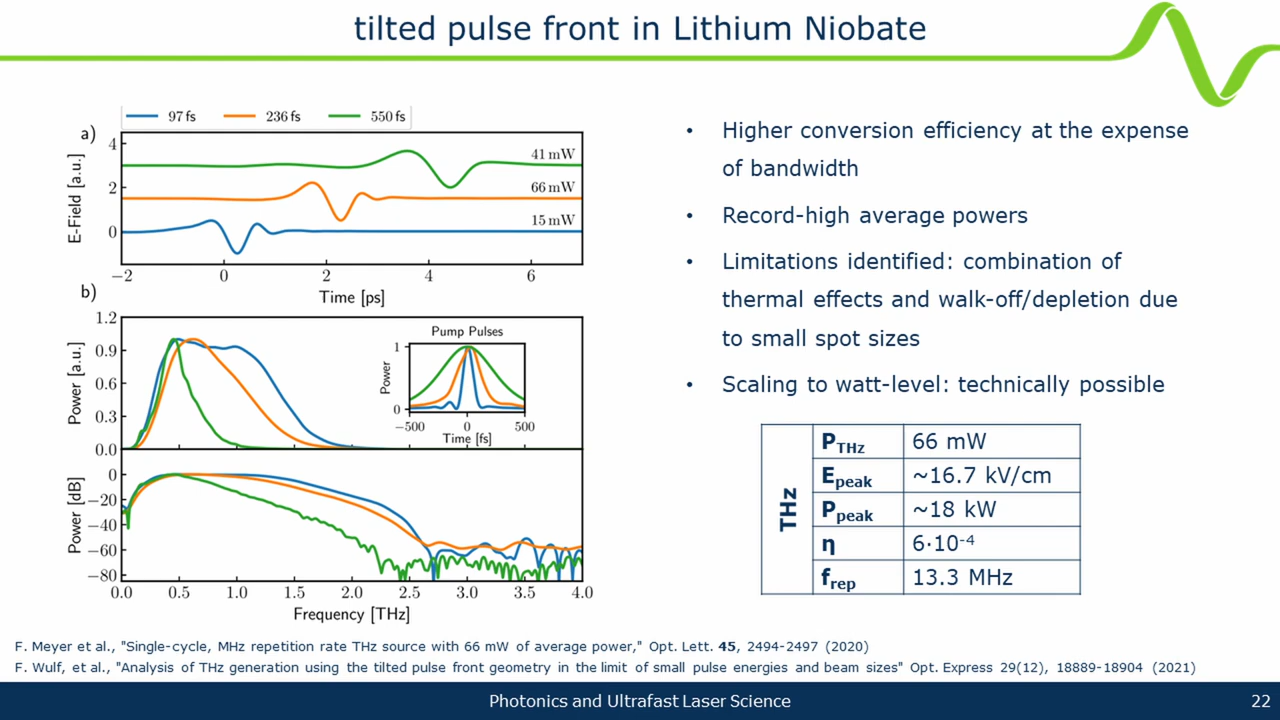 tilted pulse front in Lithium Niobate
97 fs 236 fs 550 fs
a)
4
2
0
E-Field [a.u.]
41 mW
66 mW
15 mW
−2 0 2 4 6
Time [ps]
b)
1.2
0.9
0.6
0.3
0.0
Power [a.u.]
Pump Pulses
1
0
Power
−500 0 500
Time [fs]
0
−20
−40
−60
−80
Power [dB]
0.0 0.5 1.0 1.5 2.0 2.5 3.0 3.5 4.0
Frequency [THz]
• Higher conversion efficiency at the expense
of bandwidth
• Record-high average powers
• Limitations identified: combination of
thermal effects and walk-off/depletion due
to small spot sizes
• Scaling to watt-level: technically possible
THz
P_THz 66 mW
E_peak ~16.7 kV/cm
P_peak ~18 kW
η 6·10⁻⁴
f_rep 13.3 MHz
F. Meyer et al., "Single-cycle, MHz repetition rate THz source with 66 mW of average power," Opt. Lett. 45, 2494-2497 (2020)
F. Wulf, et al., "Analysis of THz generation using the tilted pulse front geometry in the limit of small pulse energies and beam sizes" Opt. Express 29(12), 18889-18904 (2021)
Photonics and Ultrafast Laser Science
22